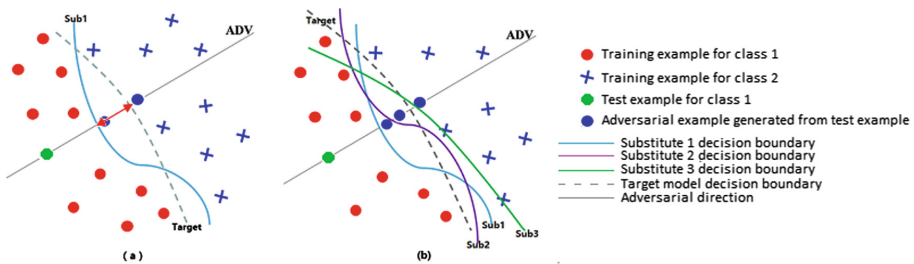 Sub1
ADV
Target
( a )
Target
ADV
Sub1
Sub2
Sub3
(b)
Training example for class 1
Training example for class 2
Test example for class 1
Adversarial example generated from test example
Substitute 1 decision boundary
Substitute 2 decision boundary
Substitute 3 decision boundary
Target model decision boundary
Adversarial direction